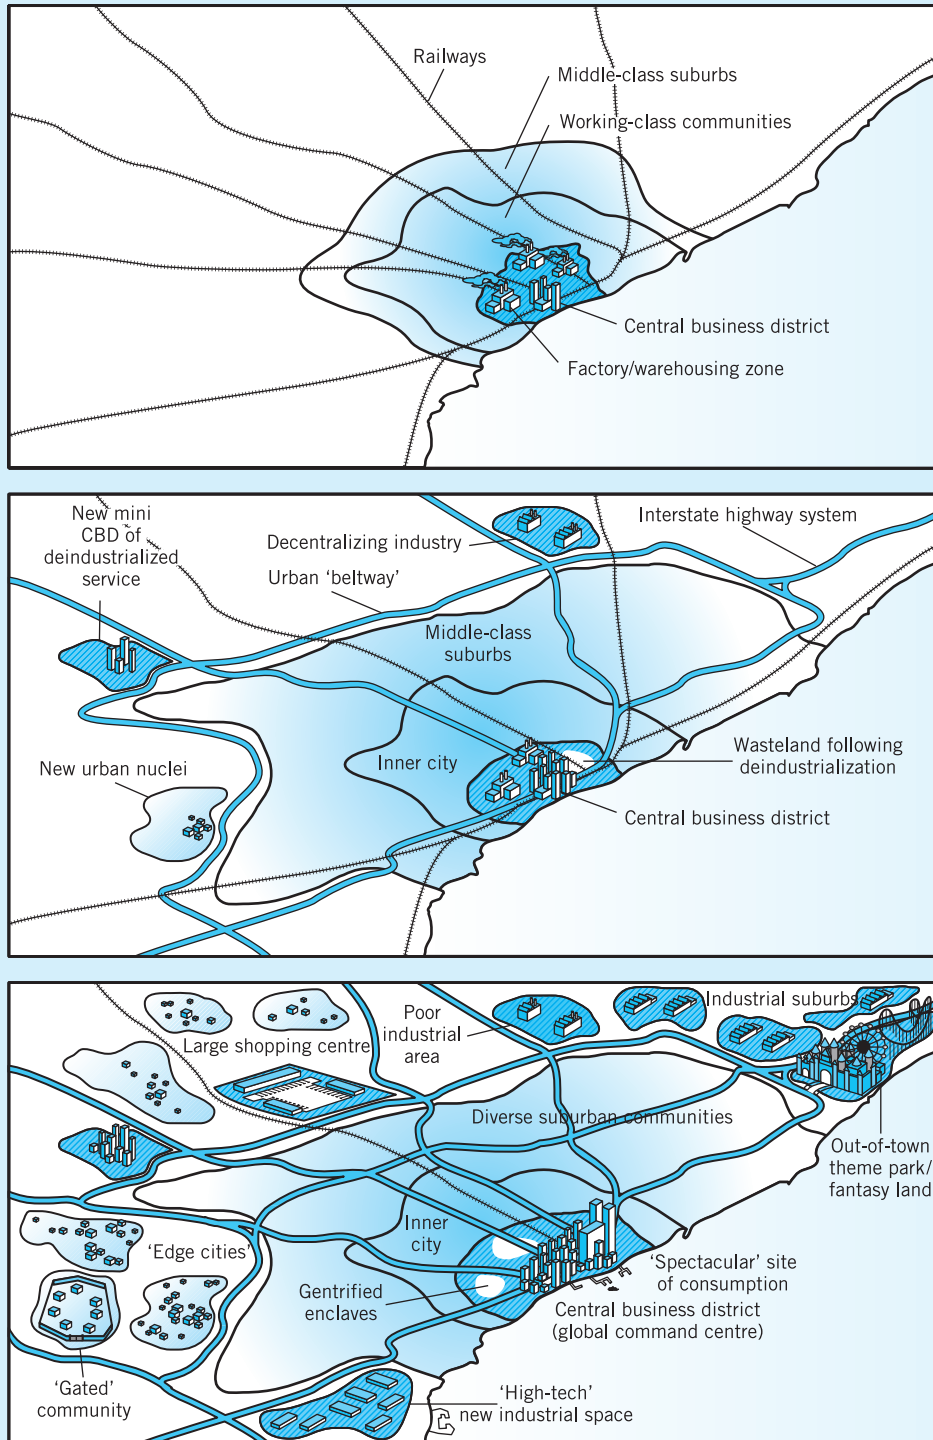 Railways
Middle-class suburbs
Working-class communities
Central business district
Factory/warehousing zone
New mini
CBD of
deindustrialized
service
Decentralizing industry
Interstate highway system
Urban ‘beltway’
Middle-class
suburbs
Inner city
New urban nuclei
Wasteland following
deindustrialization
Central business district
Large shopping centre
Poor
industrial
area
Industrial suburbs
Diverse suburban communities
Out-of-town
theme park/
fantasy land
Inner
city
‘Edge cities’
Gentrified
enclaves
‘Spectacular’ site
of consumption
Central business district
(global command centre)
‘Gated’
community
‘High-tech’
new industrial space